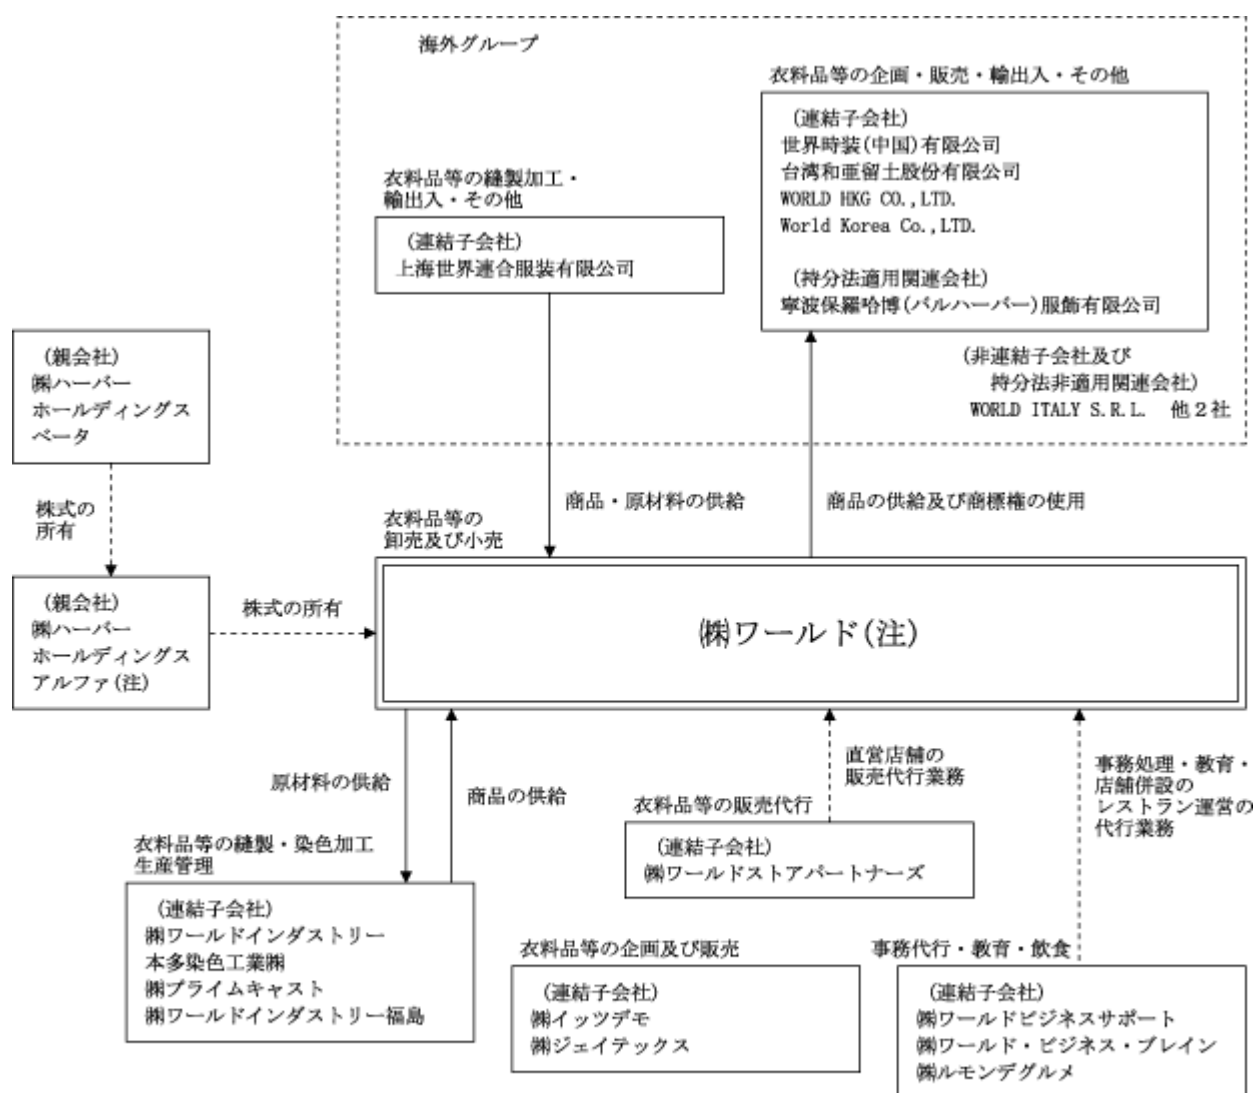 海外グループ
衣料品等の企画・販売・輸出入・その他
(連結子会社)
世界時装(中国)有限公司
台湾和亜留土股份有限公司
WORLD HKG CO.,LTD.
World Korea Co.,LTD.
(持分法適用関連会社)
寧波保羅哈博(パルハーバー)服飾有限公司
衣料品等の縫製加工・
輸出入・その他
(連結子会社)
上海世界連合服装有限公司
(非連結子会社及び
持分法非適用関連会社)
WORLD ITALY S.R.L. 他2社
(親会社)
㈱ハーバー
ホールディングス
ベータ
株式の
所有
商品・原材料の供給
商品の供給及び商標権の使用
衣料品等の
卸売及び小売
(親会社)
㈱ハーバー
ホールディングス
アルファ(注)
株式の所有
㈱ワールド(注)
原材料の供給
商品の供給
直営店舗の
販売代行業務
事務処理・教育・
店舗併設の
レストラン運営の
代行業務
衣料品等の販売代行
(連結子会社)
㈱ワールドストアパートナーズ
衣料品等の縫製・染色加工
生産管理
(連結子会社)
㈱ワールドインダストリー
本多染色工業㈱
㈱プライムキャスト
㈱ワールドインダストリー福島
衣料品等の企画及び販売
(連結子会社)
㈱イッツデモ
㈱ジェイテックス
事務代行・教育・飲食
(連結子会社)
㈱ワールドビジネスサポート
㈱ワールド・ビジネス・ブレイン
㈱ルモンデグルメ